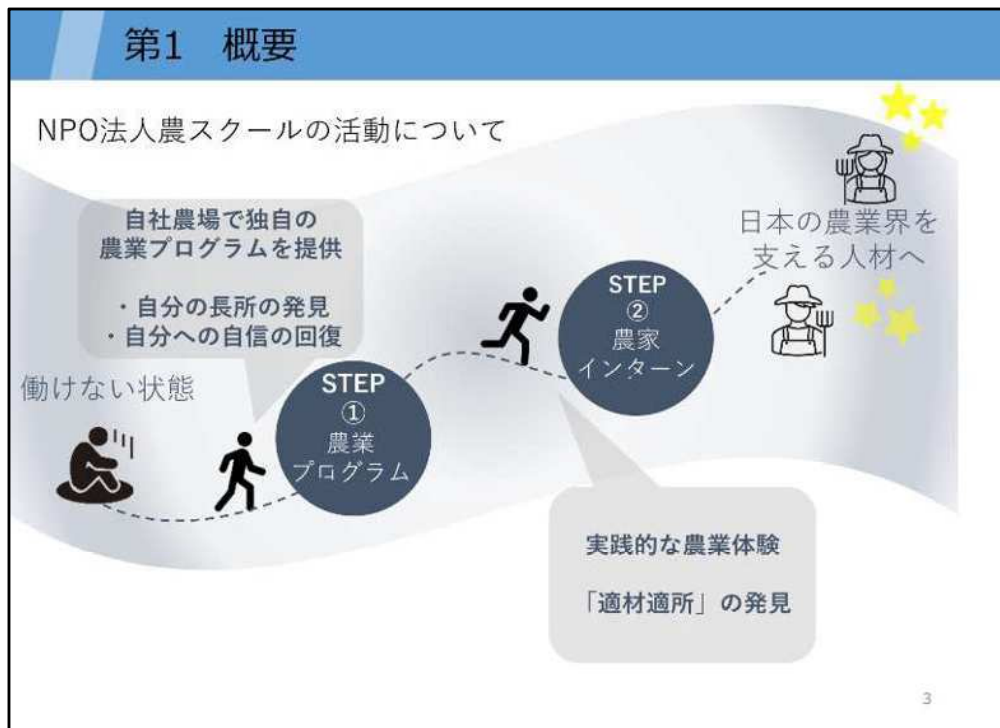 第1 概要
NPO法人農スクールの活動について
自社農場で独自の
農業プログラムを提供
・自分の長所の発見
・自分への自信の回復
働けない状態
STEP
①
農業
プログラム
STEP
②
農家
インターン
日本の農業界を
支える人材へ
実践的な農業体験
「適材適所」の発見
3